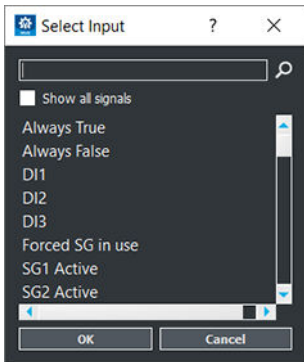 Select Input
Show all signals
Always True
Always False
DI1
DI2
DI3
Forced SG in use
SG1 Active
SG2 Active
OK Cancel